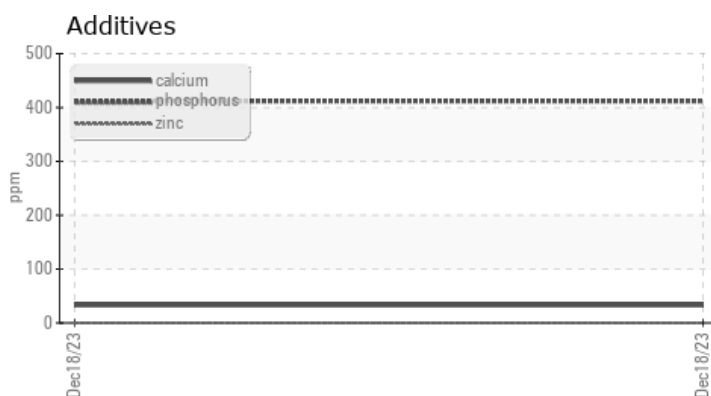 Additives
500
400
300
200
100
0
ppm
calcium
phosphorus
zinc
Dec18/23
Dec18/23